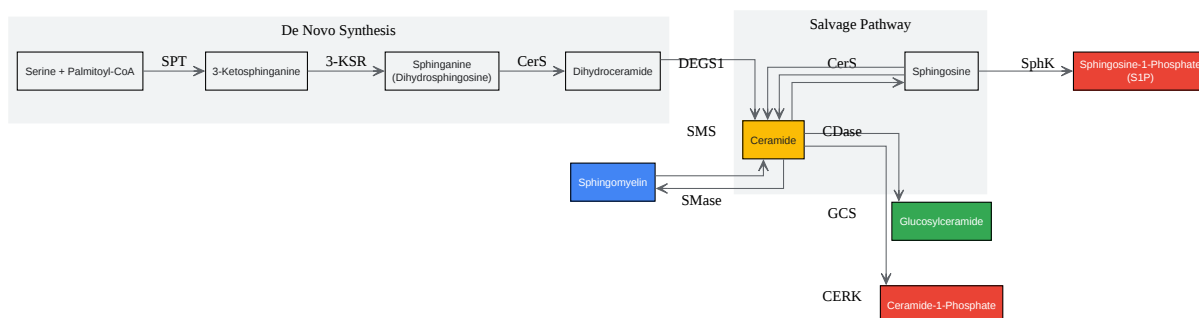 De Novo Synthesis
Salvage Pathway
Serine + Palmitoyl-CoA
SPT
3-Ketosphinganine
3-KSR
Sphinganine
(Dihydrosphingosine)
CerS
Dihydroceramide
DEGS1
CerS
Sphingosine
SphK
Sphingosine-1-Phosphate
(S1P)
SMS
Ceramide
CDase
Sphingomyelin
SMase
GCS
Glucosylceramide
CERK
Ceramide-1-Phosphate